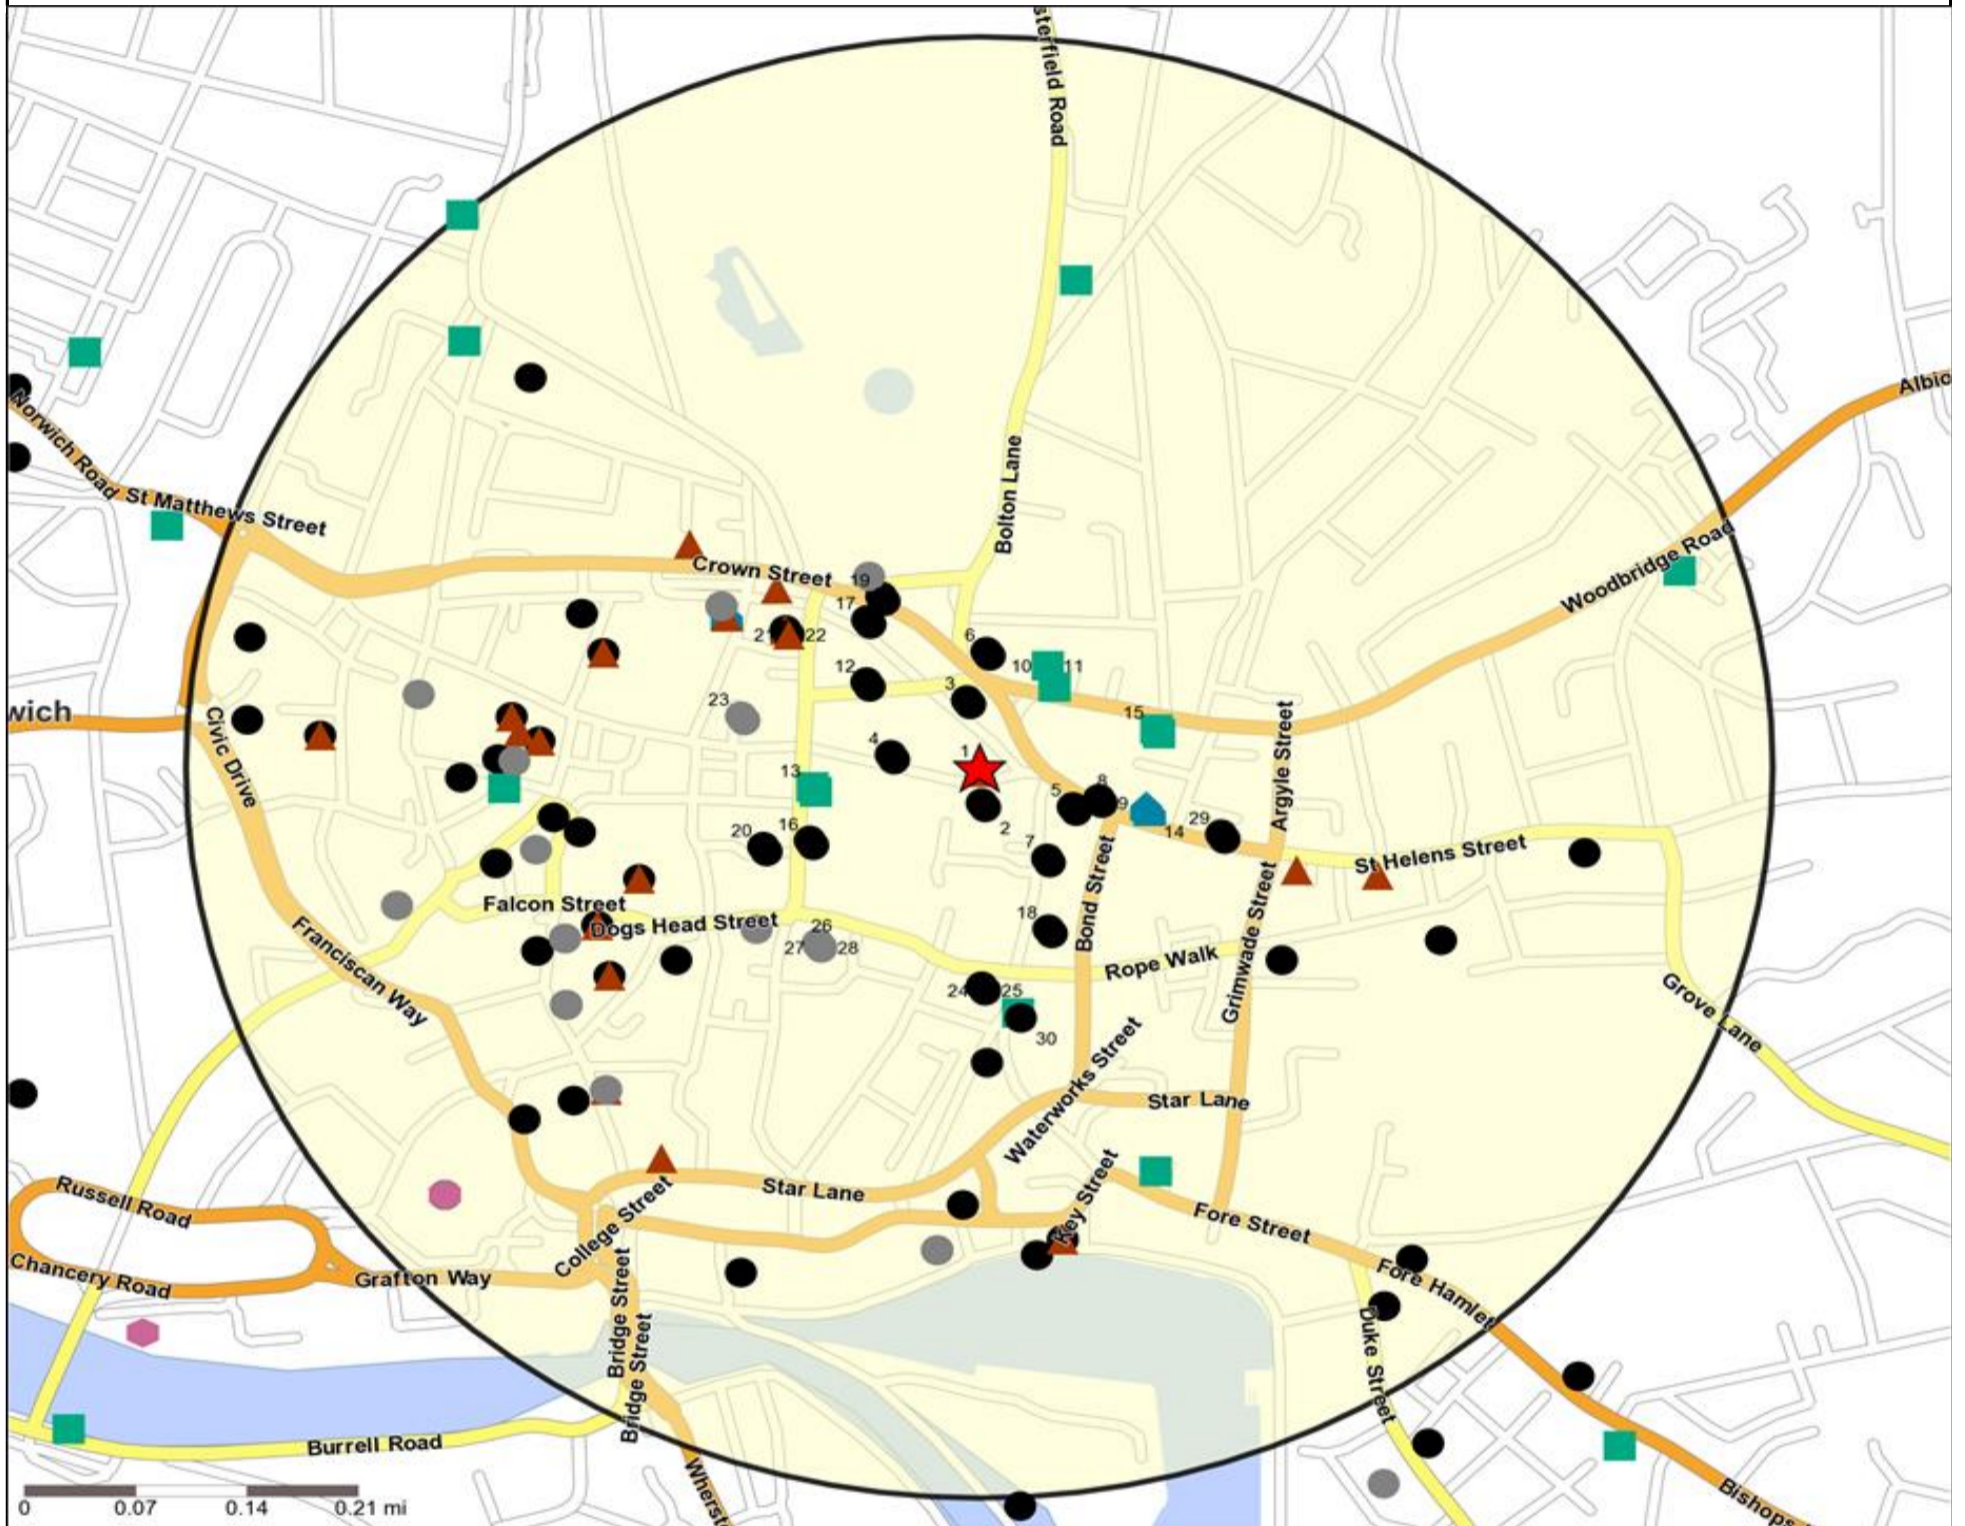 sterfield Road
Albio
Norwich Road
St Matthews Street
Bolton Lane
Woodbridge Road
Crown Street
19
17
21
22
6
10
11
12
3
wich
23
15
Civic Drive
4
1
Argyle Street
13
5
8
9
14
29
20
16
2
7
St Helens Street
Falcon Street
Dogs Head Street
26
27
28
18
Bond Street
Grimwade Street
Rope Walk
Franciscan Way
24
25
30
Grove Lane
Waterworks Street
Star Lane
Russell Road
Star Lane
Key Street
Fore Street
College Street
Chancery Road
Grafton Way
Fore Hamlet
Bridge Street
Bridge Street
Duke Street
Burrell Road
Wherst
Bishops
0
0.07
0.14
0.21 mi